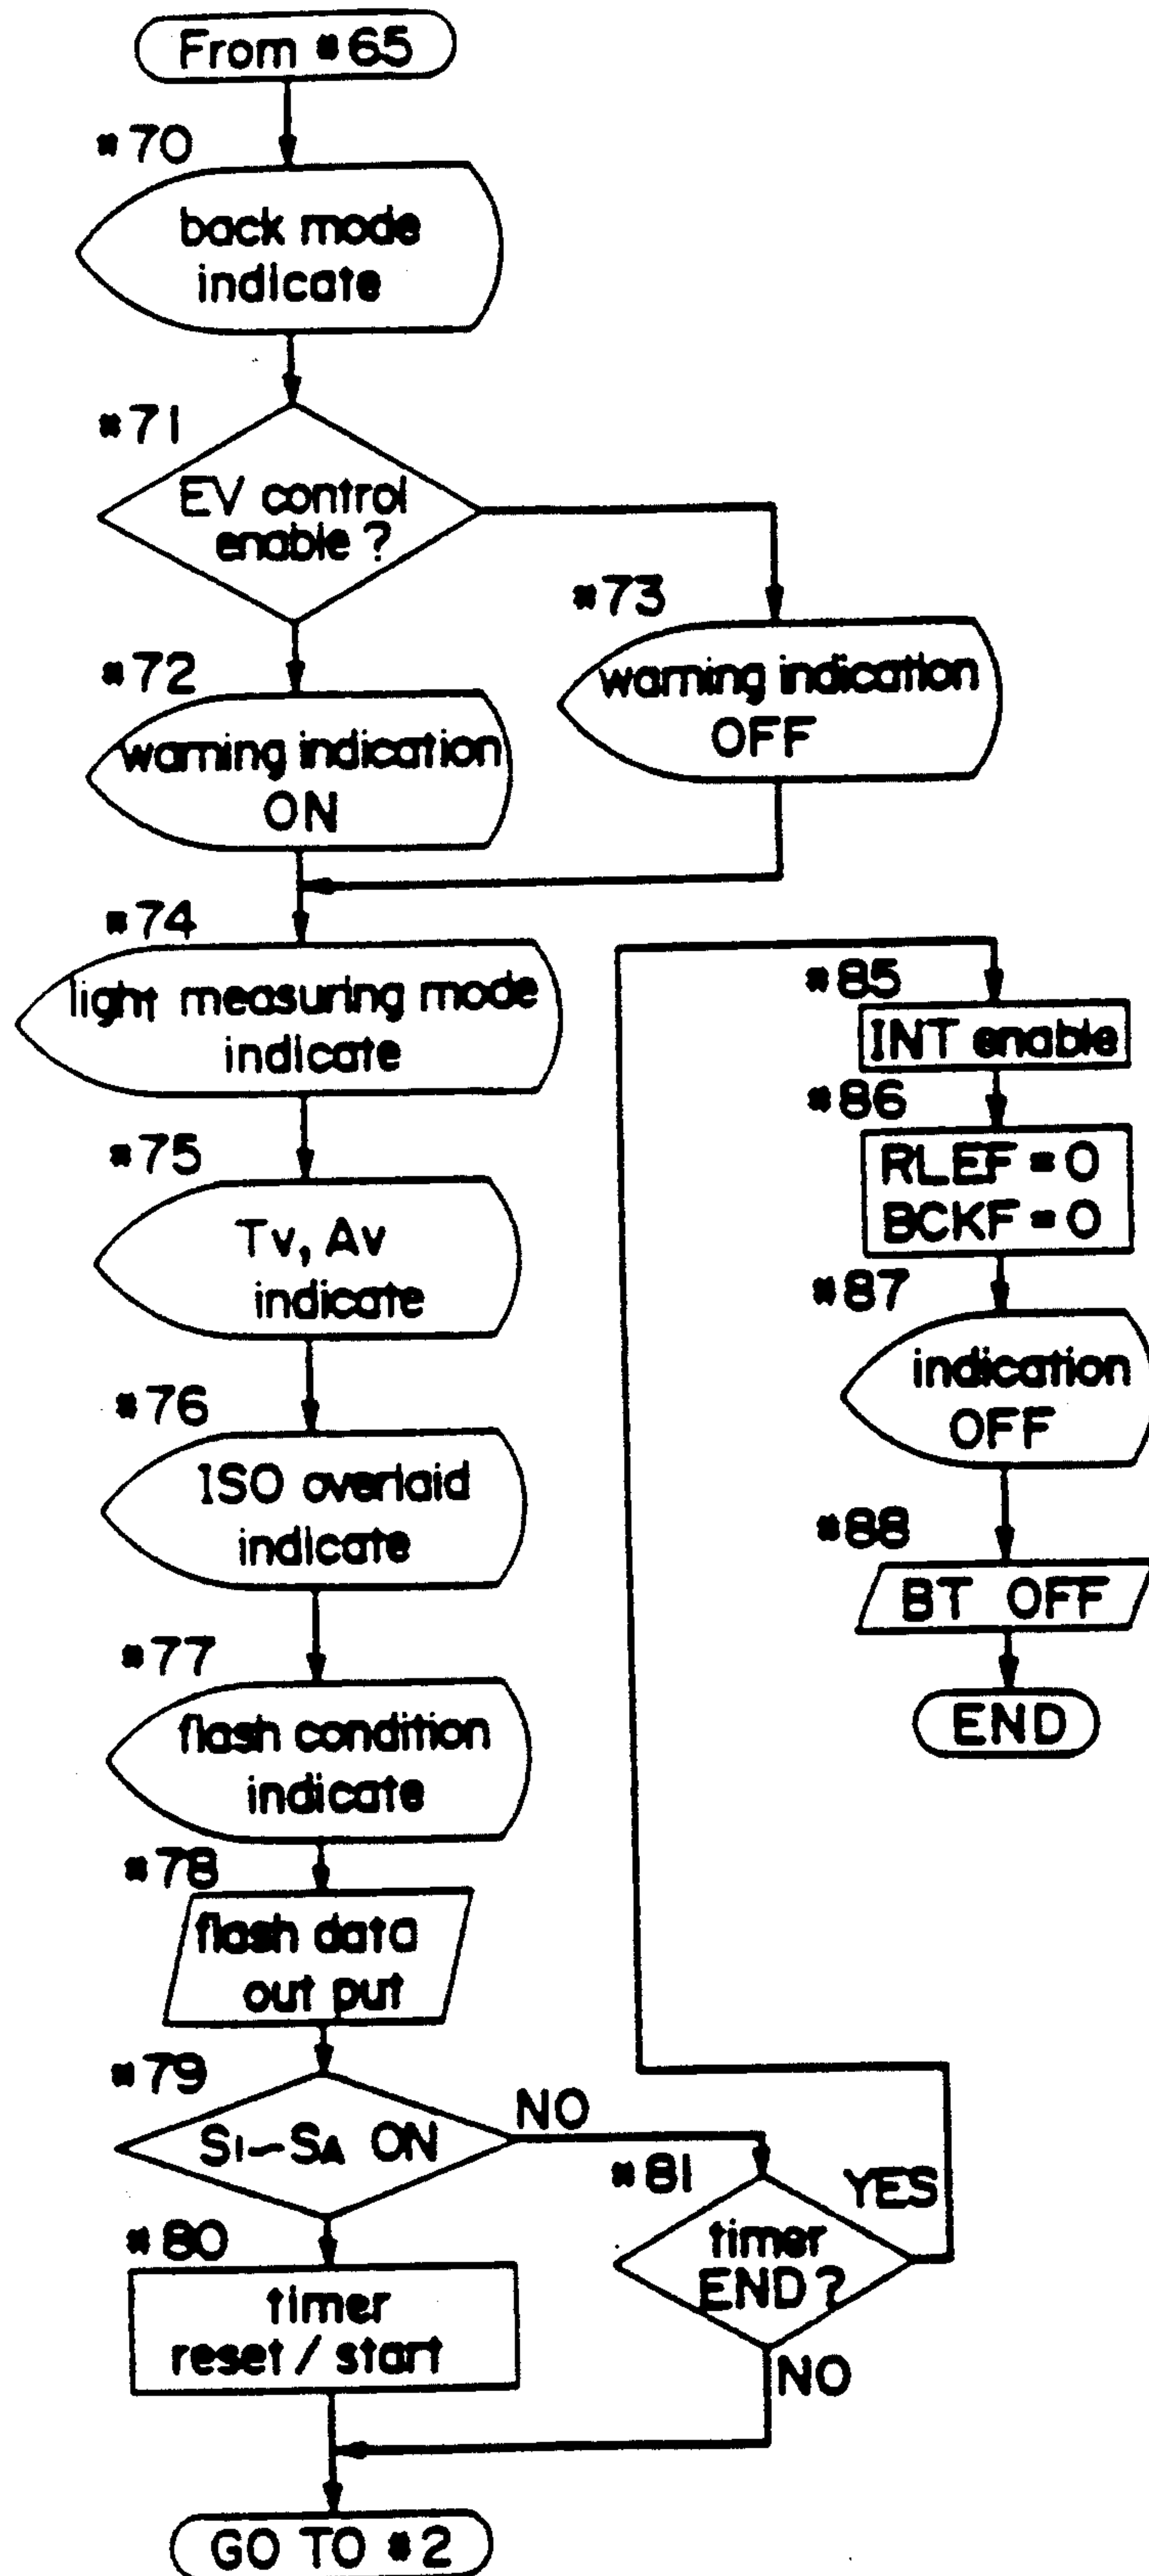 From #65
#70
back mode
indicate
#71
EV control
enable?
#73
warning indication
OFF
#72
warning indication
ON
#74
light measuring mode
indicate
#75
Tv, Av
indicate
#76
ISO overlaid
indicate
#77
flash condition
indicate
#78
flash data
out put
#79
S1~SA ON
NO
#80
timer
reset / start
#81
timer
END?
YES
NO
GO TO #2
#85
INT enable
#86
RLEF = 0
BCKF = 0
#87
indication
OFF
#88
BT OFF
END